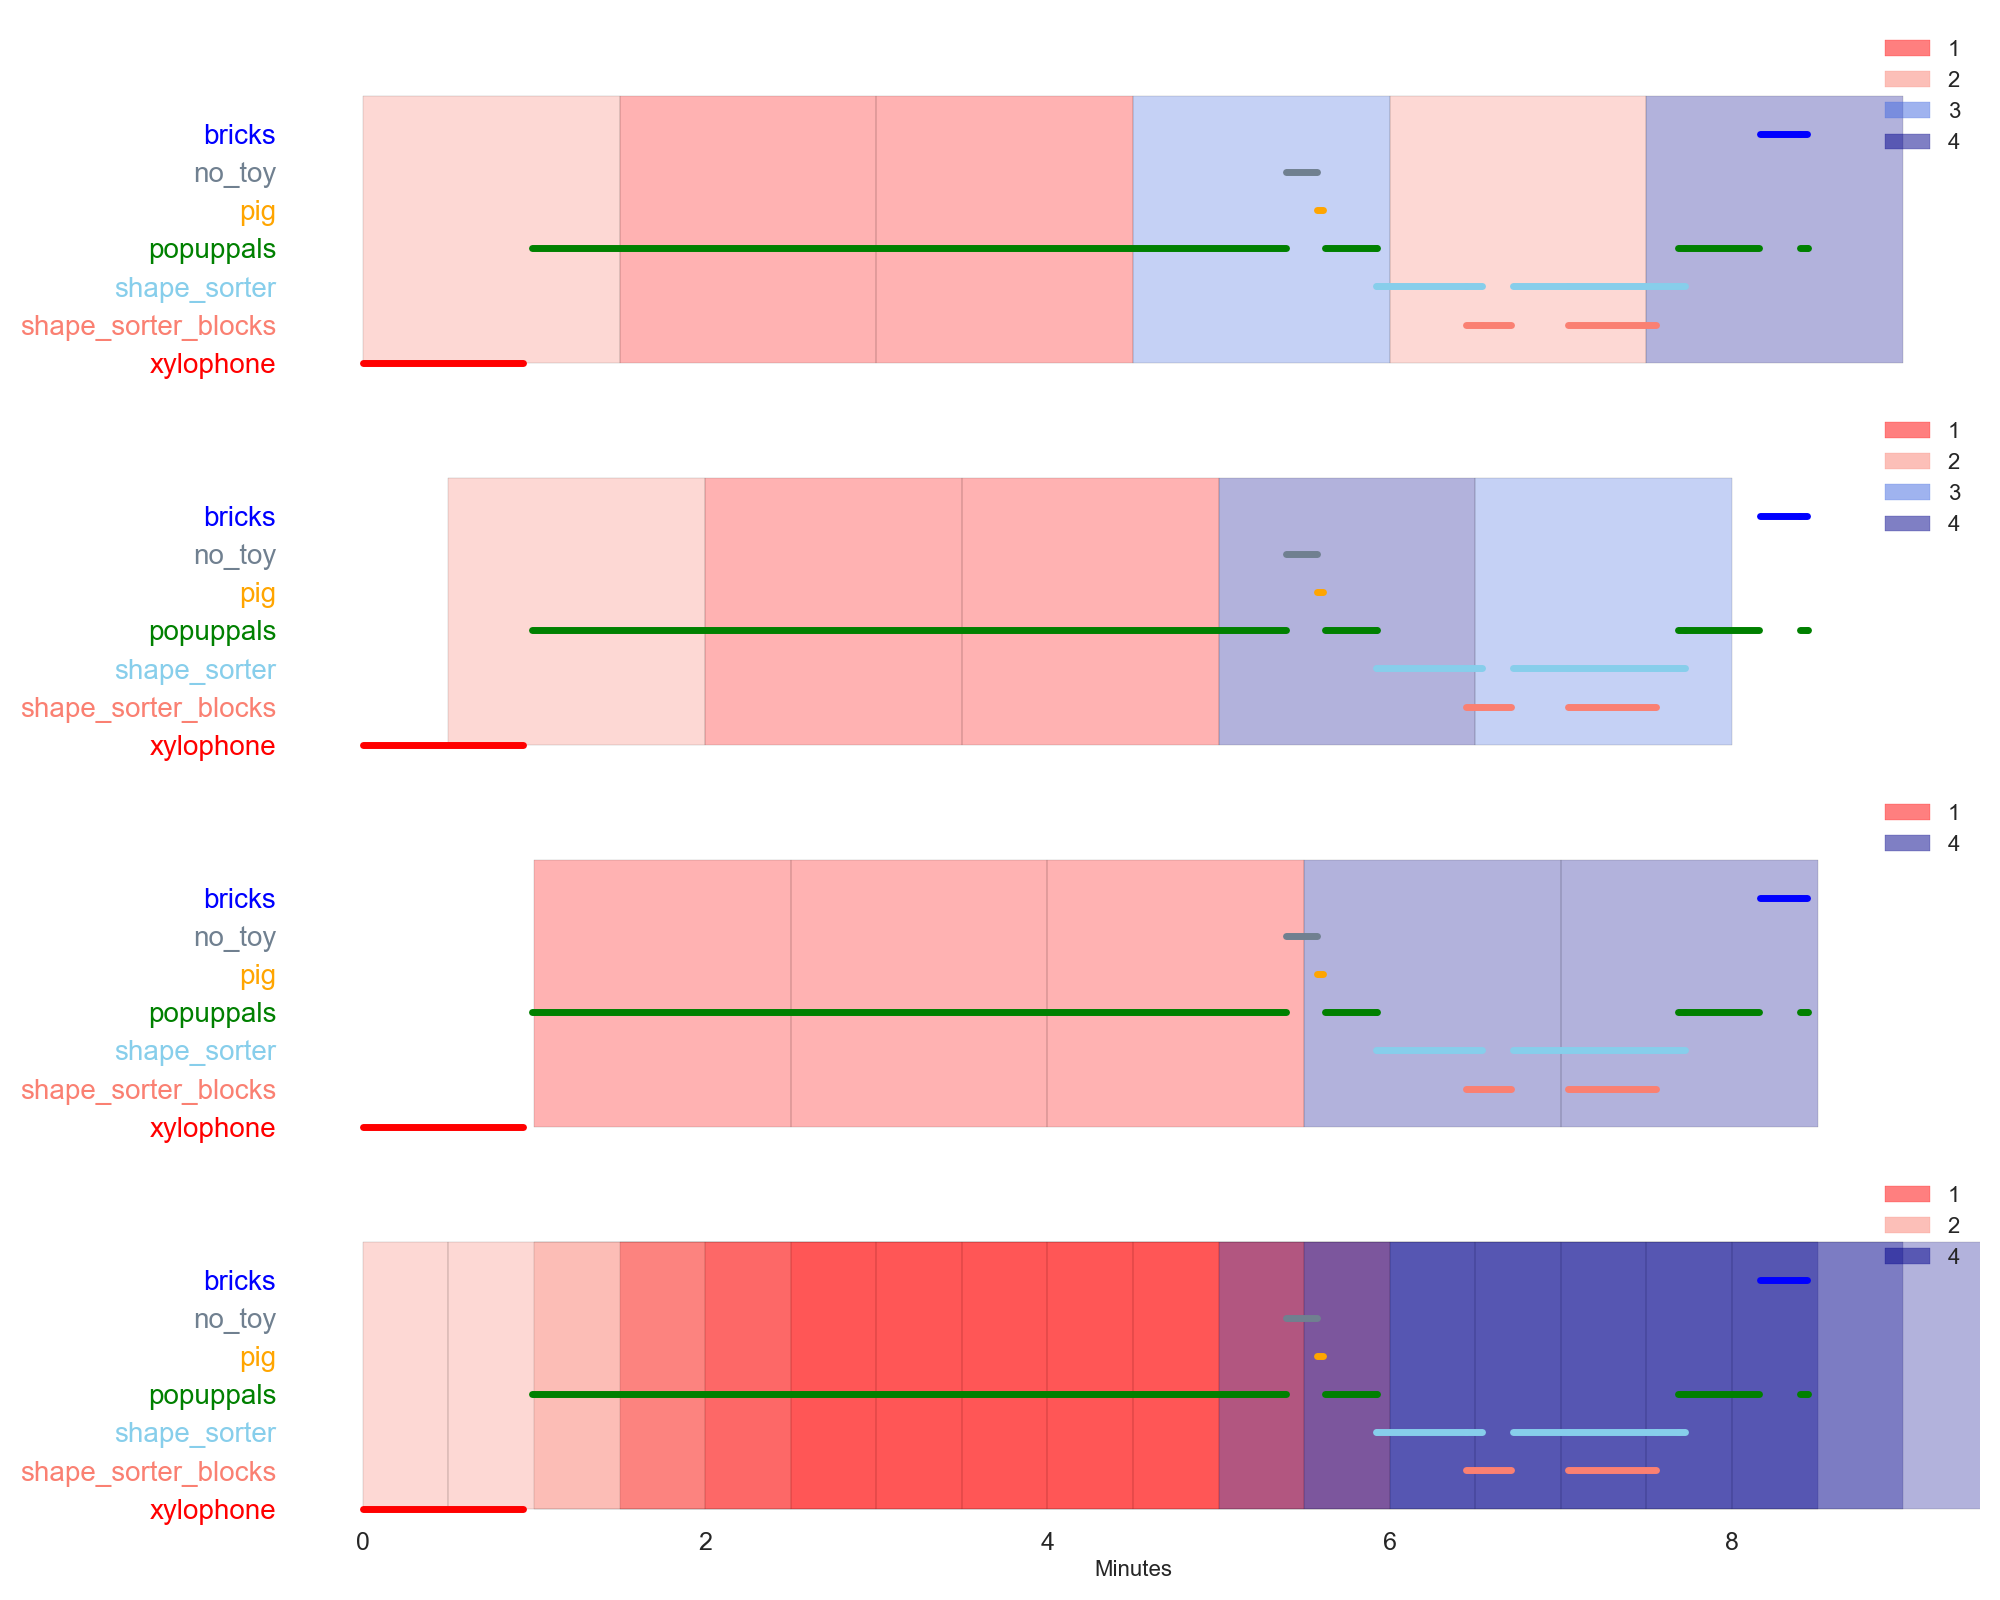 1
2
3
4
bricks
no_toy
pig
popuppals
shape_sorter
shape_sorter_blocks
xylophone
1
2
3
4
bricks
no_toy
pig
popuppals
shape_sorter
shape_sorter_blocks
xylophone
1
4
bricks
no_toy
pig
popuppals
shape_sorter
shape_sorter_blocks
xylophone
1
2
4
bricks
no_toy
pig
popuppals
shape_sorter
shape_sorter_blocks
xylophone
0 2 4 6 8
Minutes